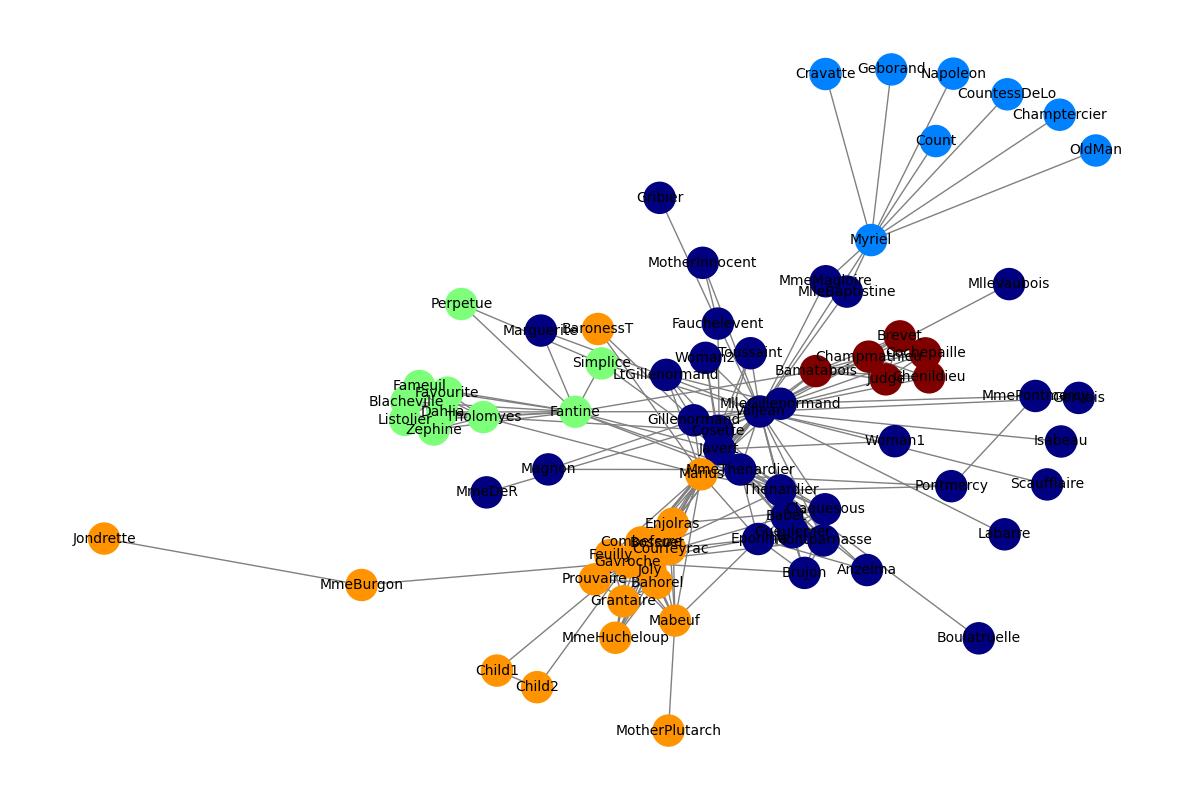 Cravatte
Geborand
Napoleon
CountessDeLo
Champtercier
Count
OldMan
Gribier
Myriel
MotherInnocent
MmeMagloire
MlleBaptistine
MlleVaubois
Perpetue
Marguerite
BaronessT
Fauchelevent
Brevet
Simplice
Woman2
Toussaint
Champmathieu
Cochepaille
LtGillenormand
Bamatabois
Judge
Chenildieu
Fameuil
Favourite
Blacheville
Dahlia
Listolier
Tholomyes
Zephine
Fantine
Gillenormand
MlleGillenormand
Valjean
MmePontmercy
Gervais
Cosette
Javert
Woman1
Isabeau
Magnon
Marius
MmeThenardier
MmeDeR
Thenardier
Pontmercy
Scaufflaire
Claquesous
Babet
Gueulemer
Enjolras
Labarre
Jondrette
Combeferre
Bossuet
Courfeyrac
Eponine
Montparnasse
Feuilly
Gavroche
Joly
Prouvaire
Bahorel
Brujon
Anzelma
MmeBurgon
Grantaire
Mabeuf
MmeHucheloup
Boulatruelle
Child1
Child2
MotherPlutarch